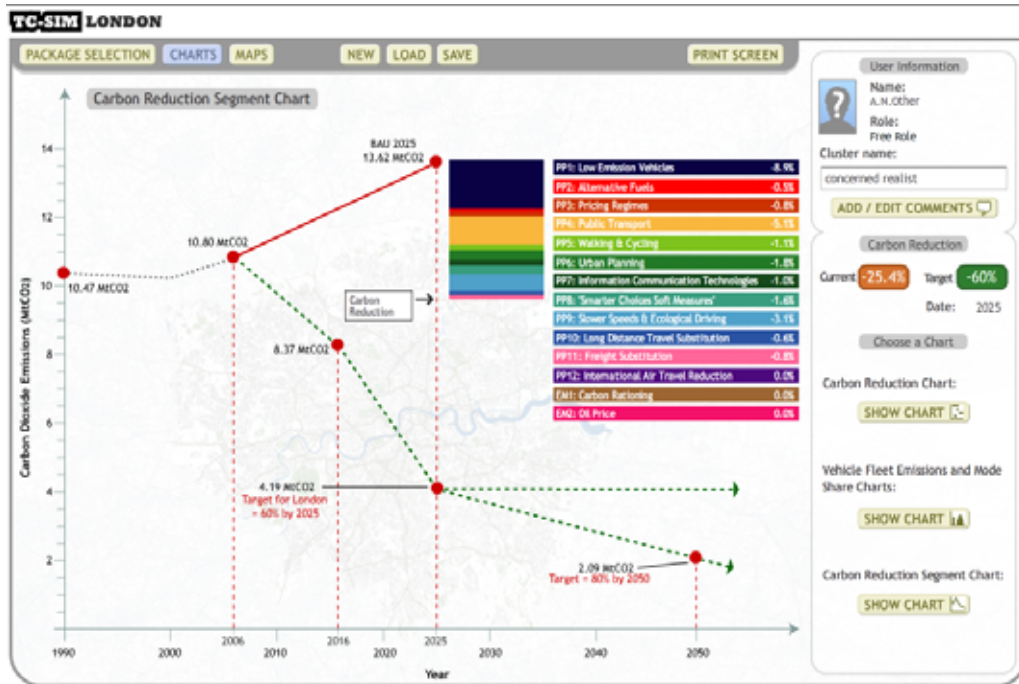 TC-SIM LONDON
PACKAGE SELECTION
CHARTS
MAPS
NEW
LOAD
SAVE
PRINT SCREEN
Carbon Reduction Segment Chart
Carbon Dioxide Emissions (MtCO2)
14
12
10
8
6
4
2
BAU 2025
13.62 MtCO2
10.80 MtCO2
10.47 MtCO2
8.37 MtCO2
Carbon
Reduction
4.19 MtCO2
Target for London
= 60% by 2025
2.09 MtCO2
Target = 80% by 2050
PP1: Low Emission Vehicles -8.9%
PP2: Alternative Fuels -0.5%
PP3: Pricing Regimes -0.8%
PP4: Public Transport -5.1%
PP5: Walking & Cycling -1.1%
PP6: Urban Planning -1.8%
PP7: Information Communication Technologies -1.0%
PP8: 'Smarter Choices Soft Measures' -1.6%
PP9: Slower Speeds & Ecological Driving -3.1%
PP10: Long Distance Travel Substitution -0.6%
PP11: Freight Substitution -0.8%
PP12: International Air Travel Reduction 0.0%
EM1: Carbon Rationing 0.0%
EM2: Oil Price 0.0%
2006
2016
2025
1990
2000
2010
2020
2030
2040
2050
Year
User Information
?
Name:
A.N.Other
Role:
Free Role
Cluster name:
concerned realist
ADD / EDIT COMMENTS
Carbon Reduction
Current -25.4% Target -60%
Date: 2025
Choose a Chart
Carbon Reduction Chart:
SHOW CHART
Vehicle Fleet Emissions and Mode
Share Charts:
SHOW CHART
Carbon Reduction Segment Chart:
SHOW CHART